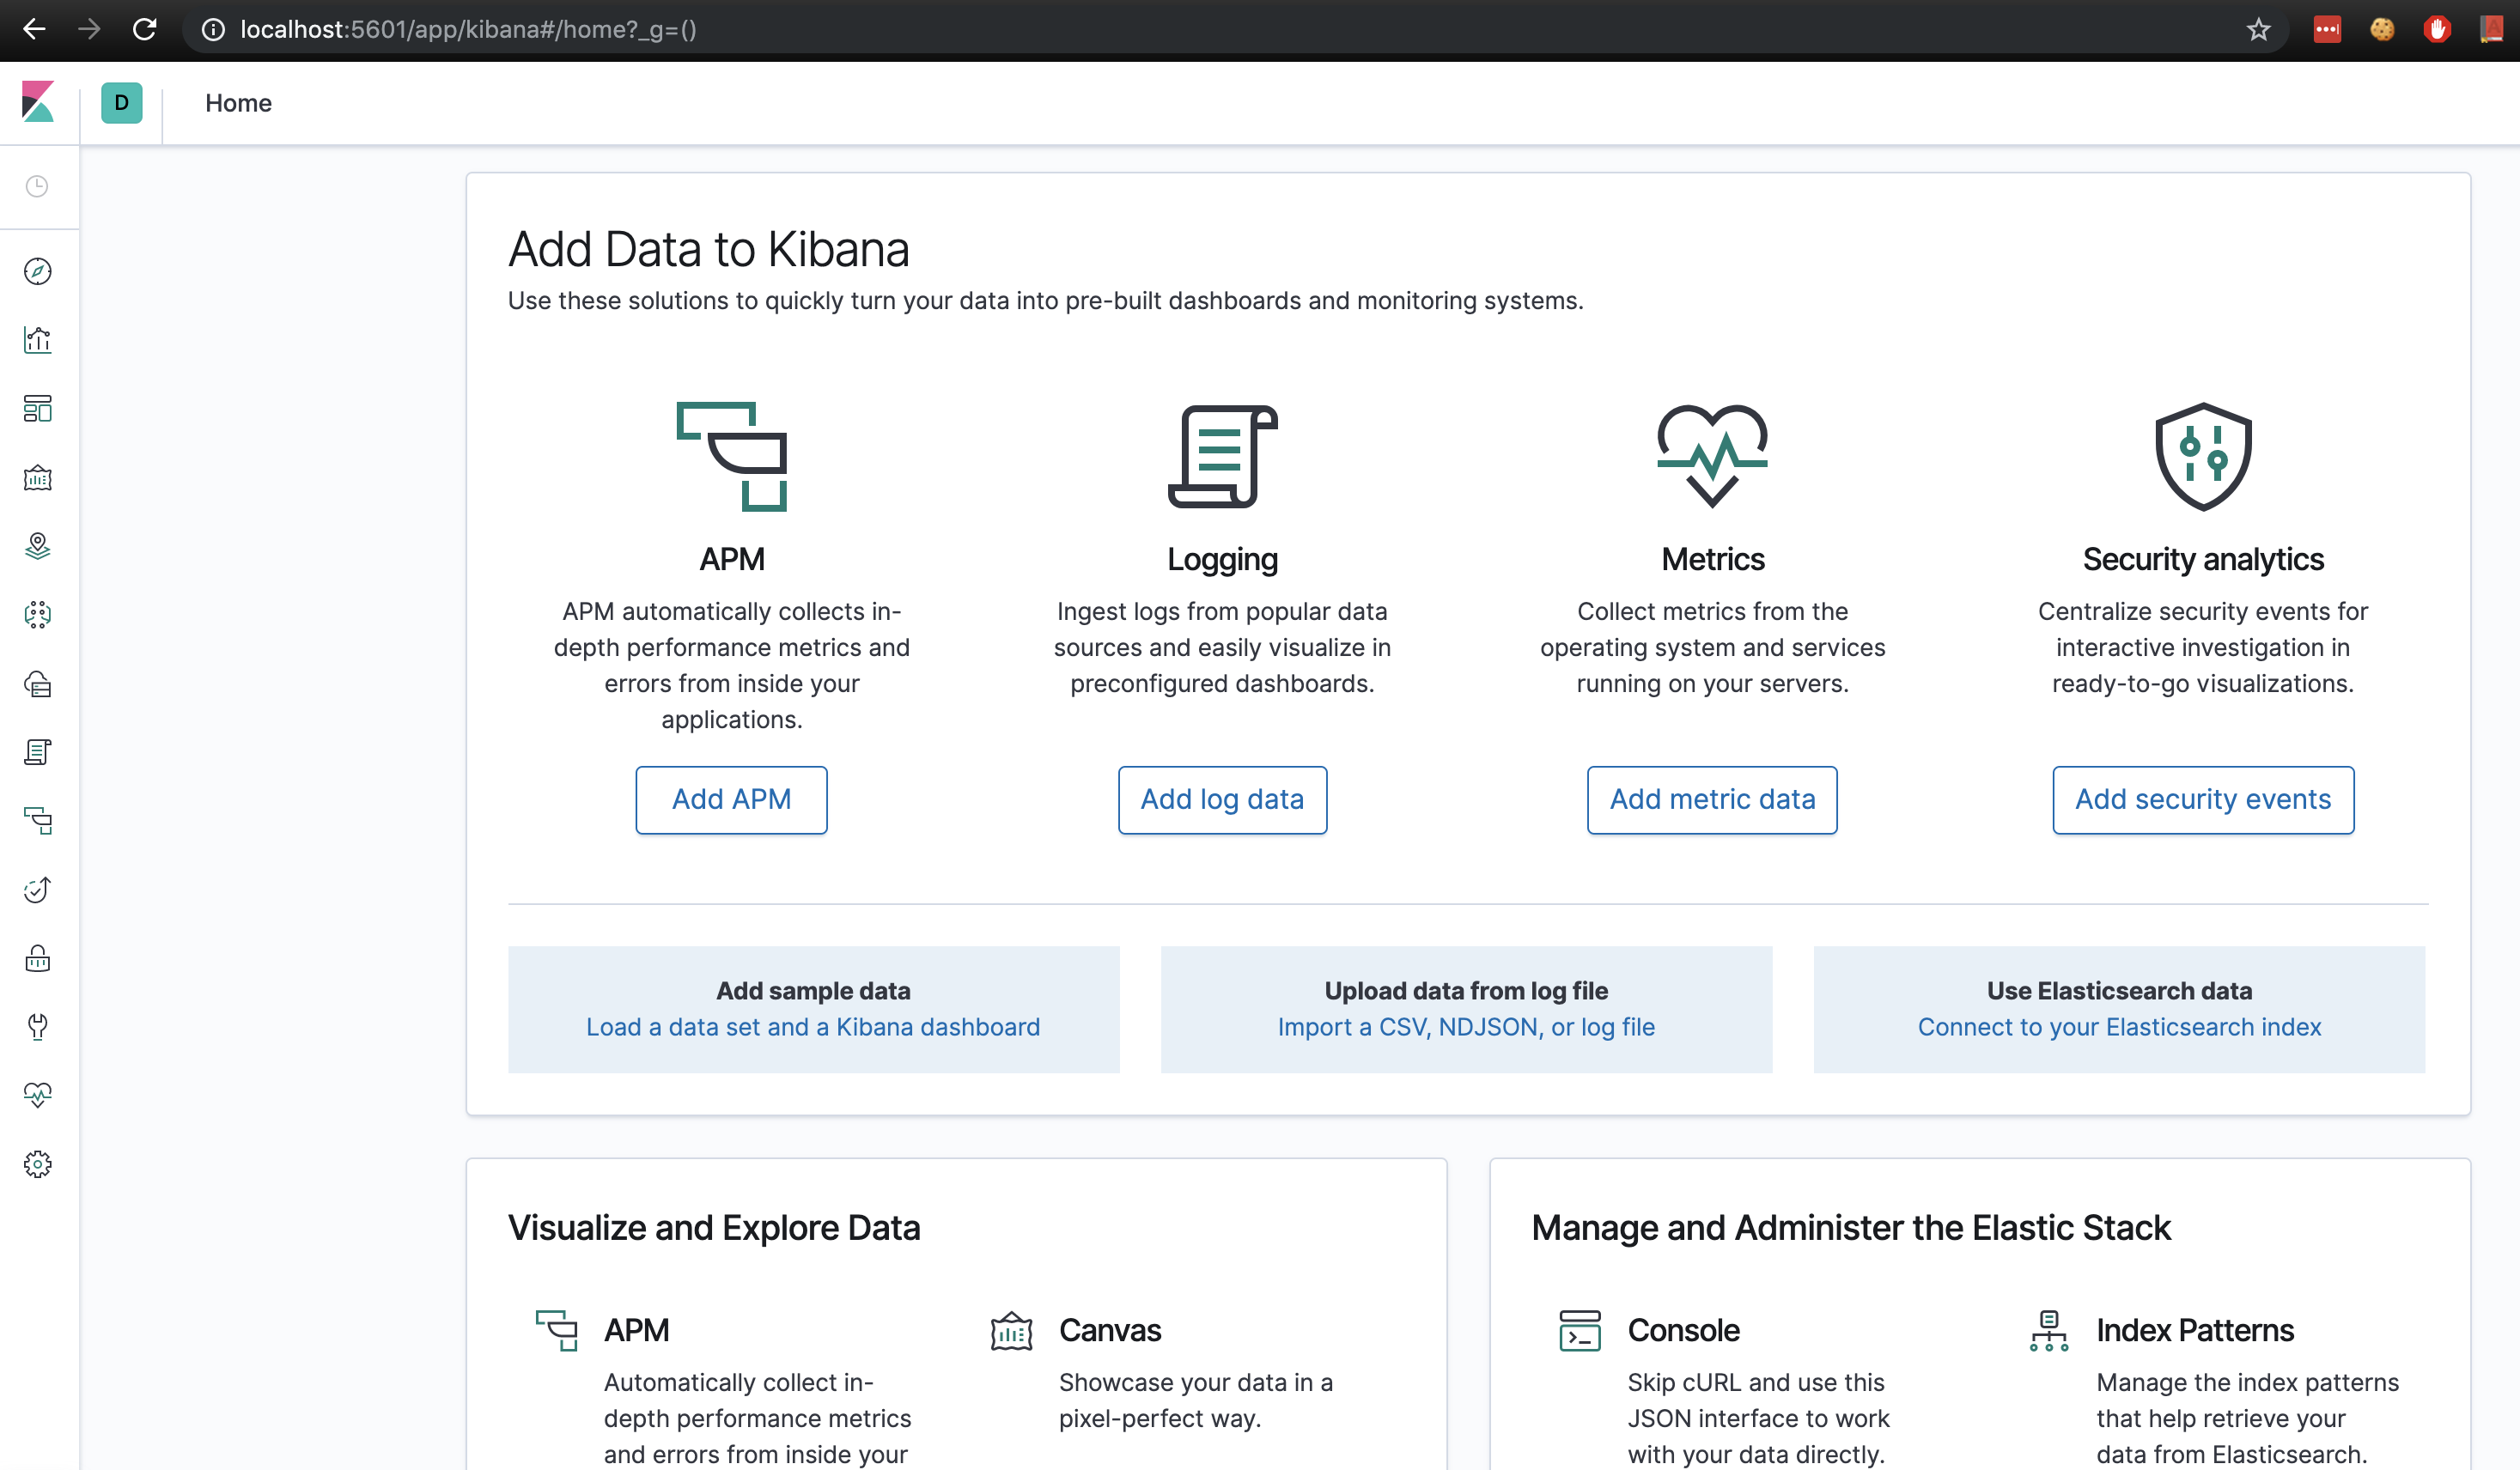 localhost:5601/app/kibana#/home?_g=()
D
Home
Add Data to Kibana
Use these solutions to quickly turn your data into pre-built dashboards and monitoring systems.
APM
APM automatically collects in-
depth performance metrics and
errors from inside your
applications.
Add APM
Logging
Ingest logs from popular data
sources and easily visualize in
preconfigured dashboards.
Add log data
Metrics
Collect metrics from the
operating system and services
running on your servers.
Add metric data
Security analytics
Centralize security events for
interactive investigation in
ready-to-go visualizations.
Add security events
Add sample data
Load a data set and a Kibana dashboard
Upload data from log file
Import a CSV, NDJSON, or log file
Use Elasticsearch data
Connect to your Elasticsearch index
Visualize and Explore Data
APM
Automatically collect in-
depth performance metrics
and errors from inside your
Canvas
Showcase your data in a
pixel-perfect way.
Manage and Administer the Elastic Stack
Console
Skip cURL and use this
JSON interface to work
with your data directly.
Index Patterns
Manage the index patterns
that help retrieve your
data from Elasticsearch.